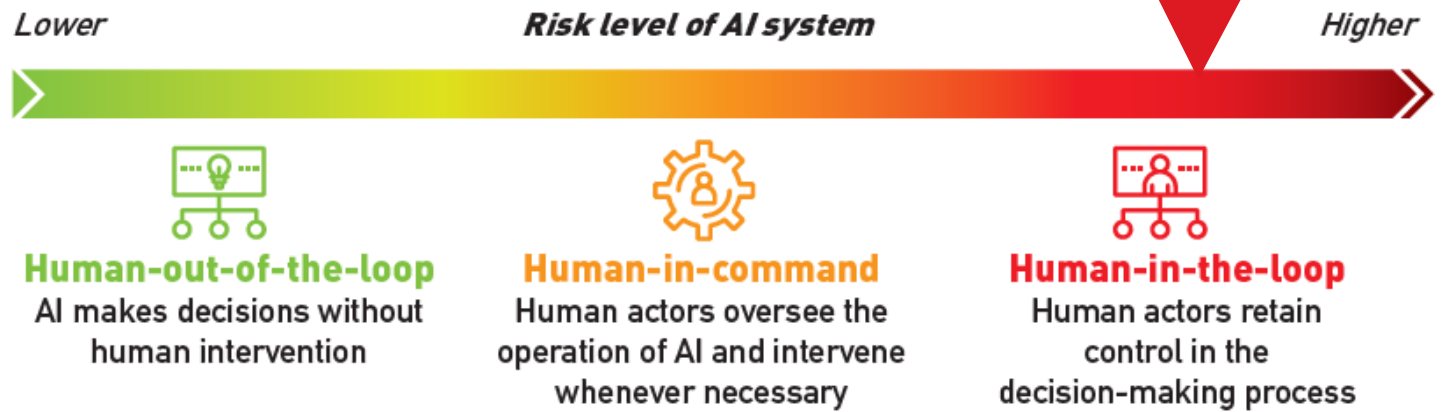 Lower
Risk level of AI system
Higher
Human-out-of-the-loop
AI makes decisions without
human intervention
Human-in-command
Human actors oversee the
operation of AI and intervene
whenever necessary
Human-in-the-loop
Human actors retain
control in the
decision-making process